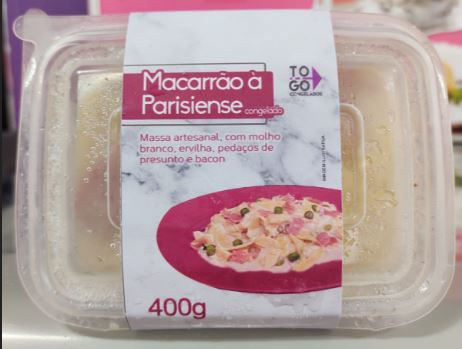 Macarrão à
Parisiense congelado
TO
GO
CONGELADOS
Massa artesanal, com molho
branco, ervilha, pedaços de
presunto e bacon
400g